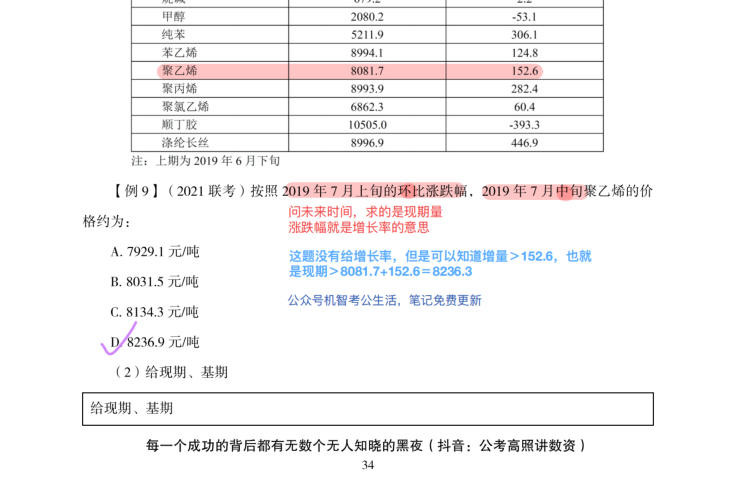 甲醇 2080.2 -53.1
纯苯 5211.9 306.1
苯乙烯 8994.1 124.8
聚乙烯 8081.7 152.6
聚丙烯 8993.9 282.4
聚氯乙烯 6862.3 60.4
顺丁胶 10505.0 -393.3
涤纶长丝 8996.9 446.9
注：上期为 2019 年 6 月下旬
【例 9】（2021 联考）按照 2019 年 7 月上旬的环比涨跌幅，2019 年 7 月中旬聚乙烯的价
格约为：
问未来时间，求的是现期量
涨跌幅就是增长率的意思
A. 7929.1 元/吨
这题没有给增长率，但是可以知道增量＞152.6，也就
是现期＞8081.7+152.6＝8236.3
B. 8031.5 元/吨
公众号机智考公生活，笔记免费更新
C. 8134.3 元/吨
D. 8236.9 元/吨
（2）给现期、基期
给现期、基期
每一个成功的背后都有无数个无人知晓的黑夜（抖音：公考高照讲数资）
34